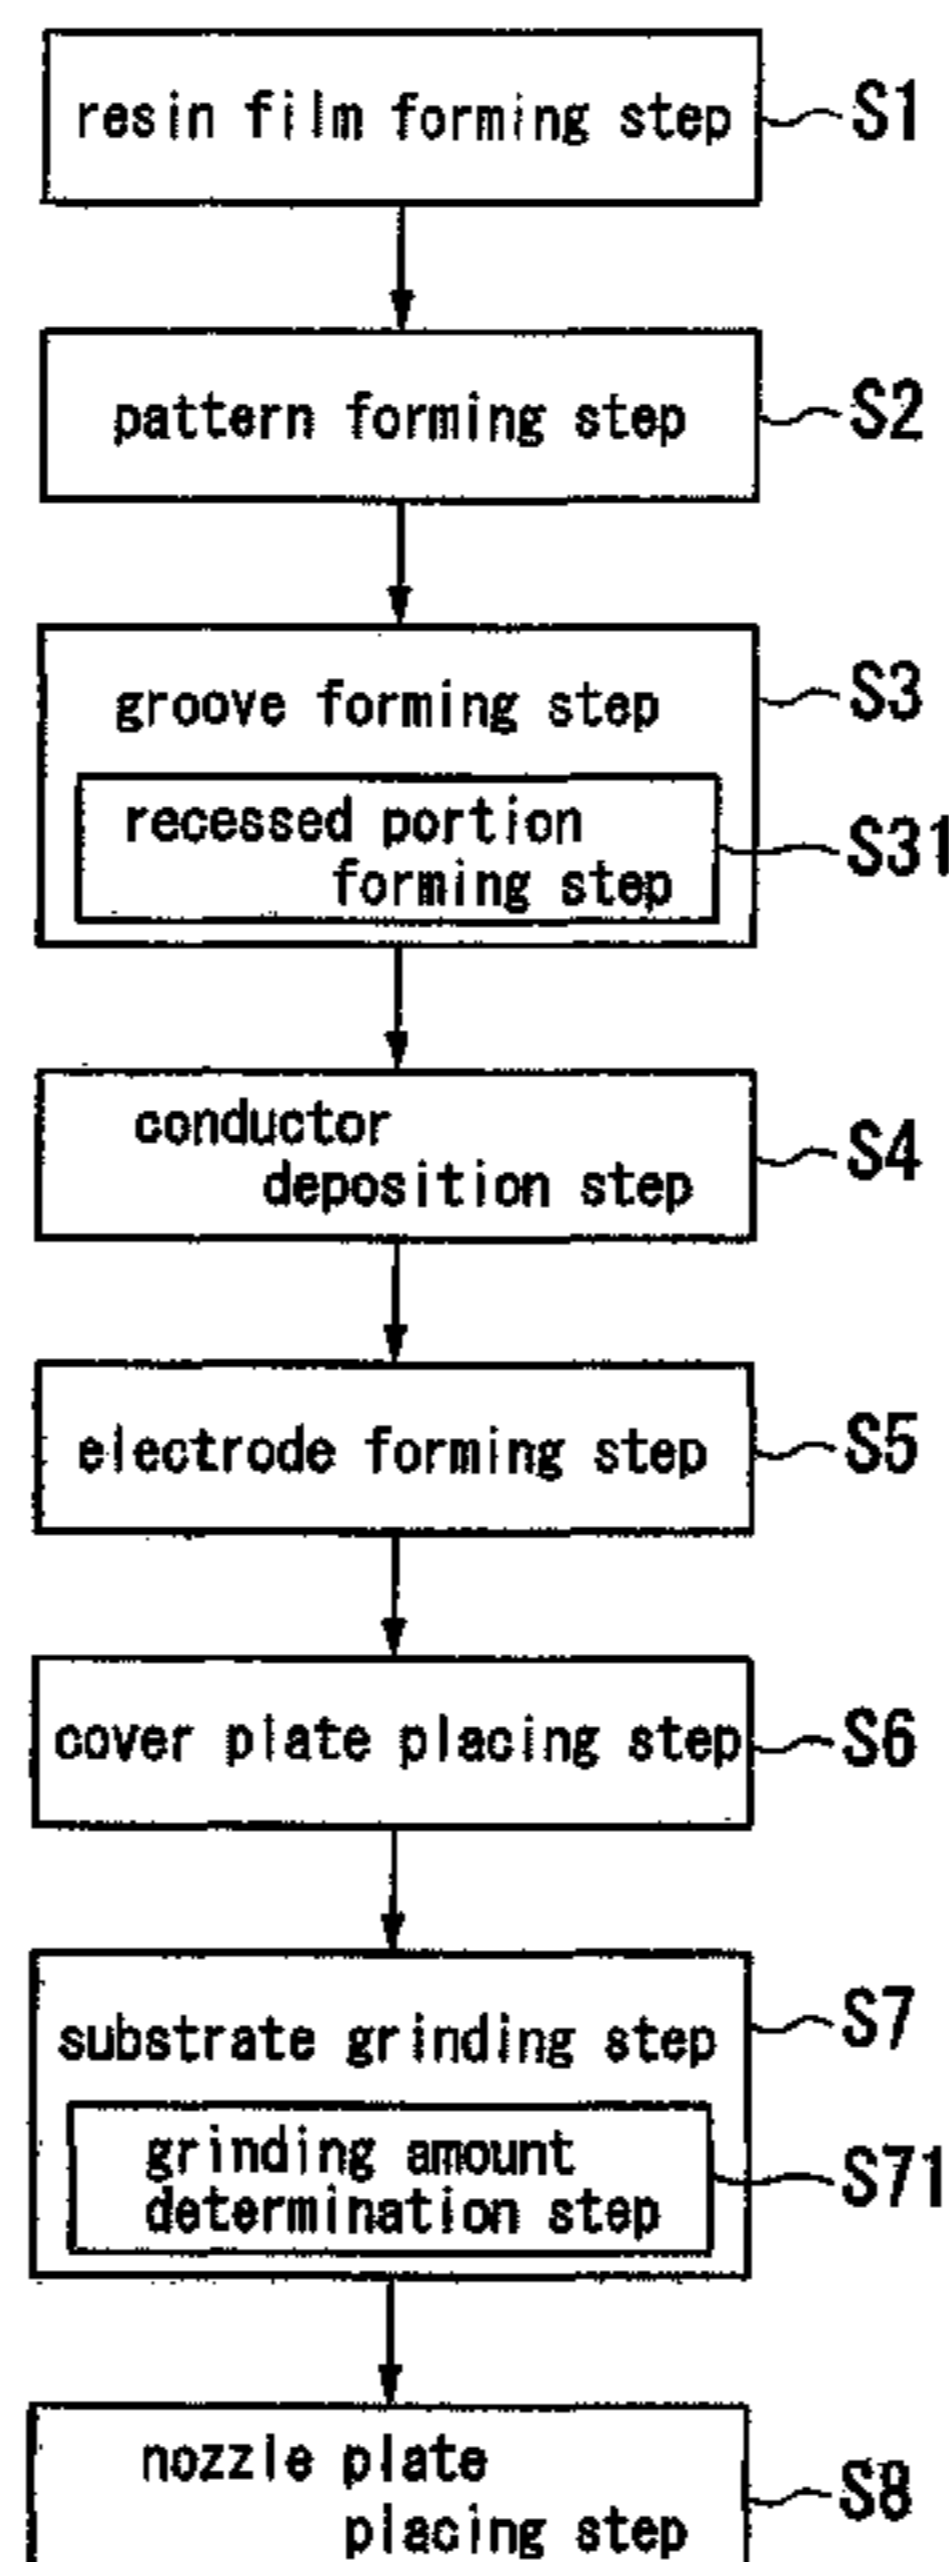 resin film forming step
S1
pattern forming step
S2
groove forming step
S3
recessed portion
forming step
S31
conductor
deposition step
S4
electrode forming step
S5
cover plate placing step
S6
substrate grinding step
S7
grinding amount
determination step
S71
nozzle plate
placing step
S8